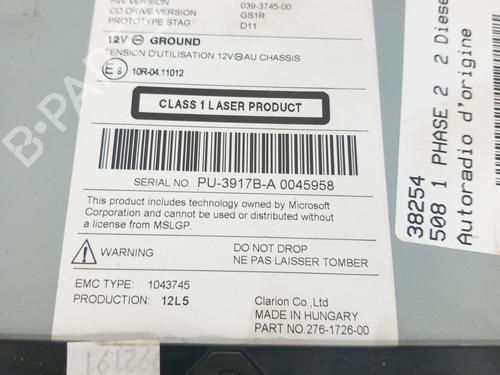 HW VERSION 039-3745-00
CD DRIVE VERSION GS1R
PROTOTYPE STAG D11
12V ⊖ GROUND
TENSION D'UTILISATION 12V ⊖ AU CHASSIS
E 9 10R-04.11012
CLASS 1 LASER PRODUCT
SERIAL NO. PU-3917B-A 0045958
This product includes technology owned by Microsoft
Corporation and cannot be used or distributed without
a license from MSLGP.
WARNING
DO NOT DROP
NE PAS LAISSER TOMBER
EMC TYPE: 1043745
PRODUCTION: 12L5
Clarion Co.,Ltd
MADE IN HUNGARY
PART NO.276-1726-00
38254
508 1 PHASE 2 2 Diese
Autoradio d'origine
B-PARTS